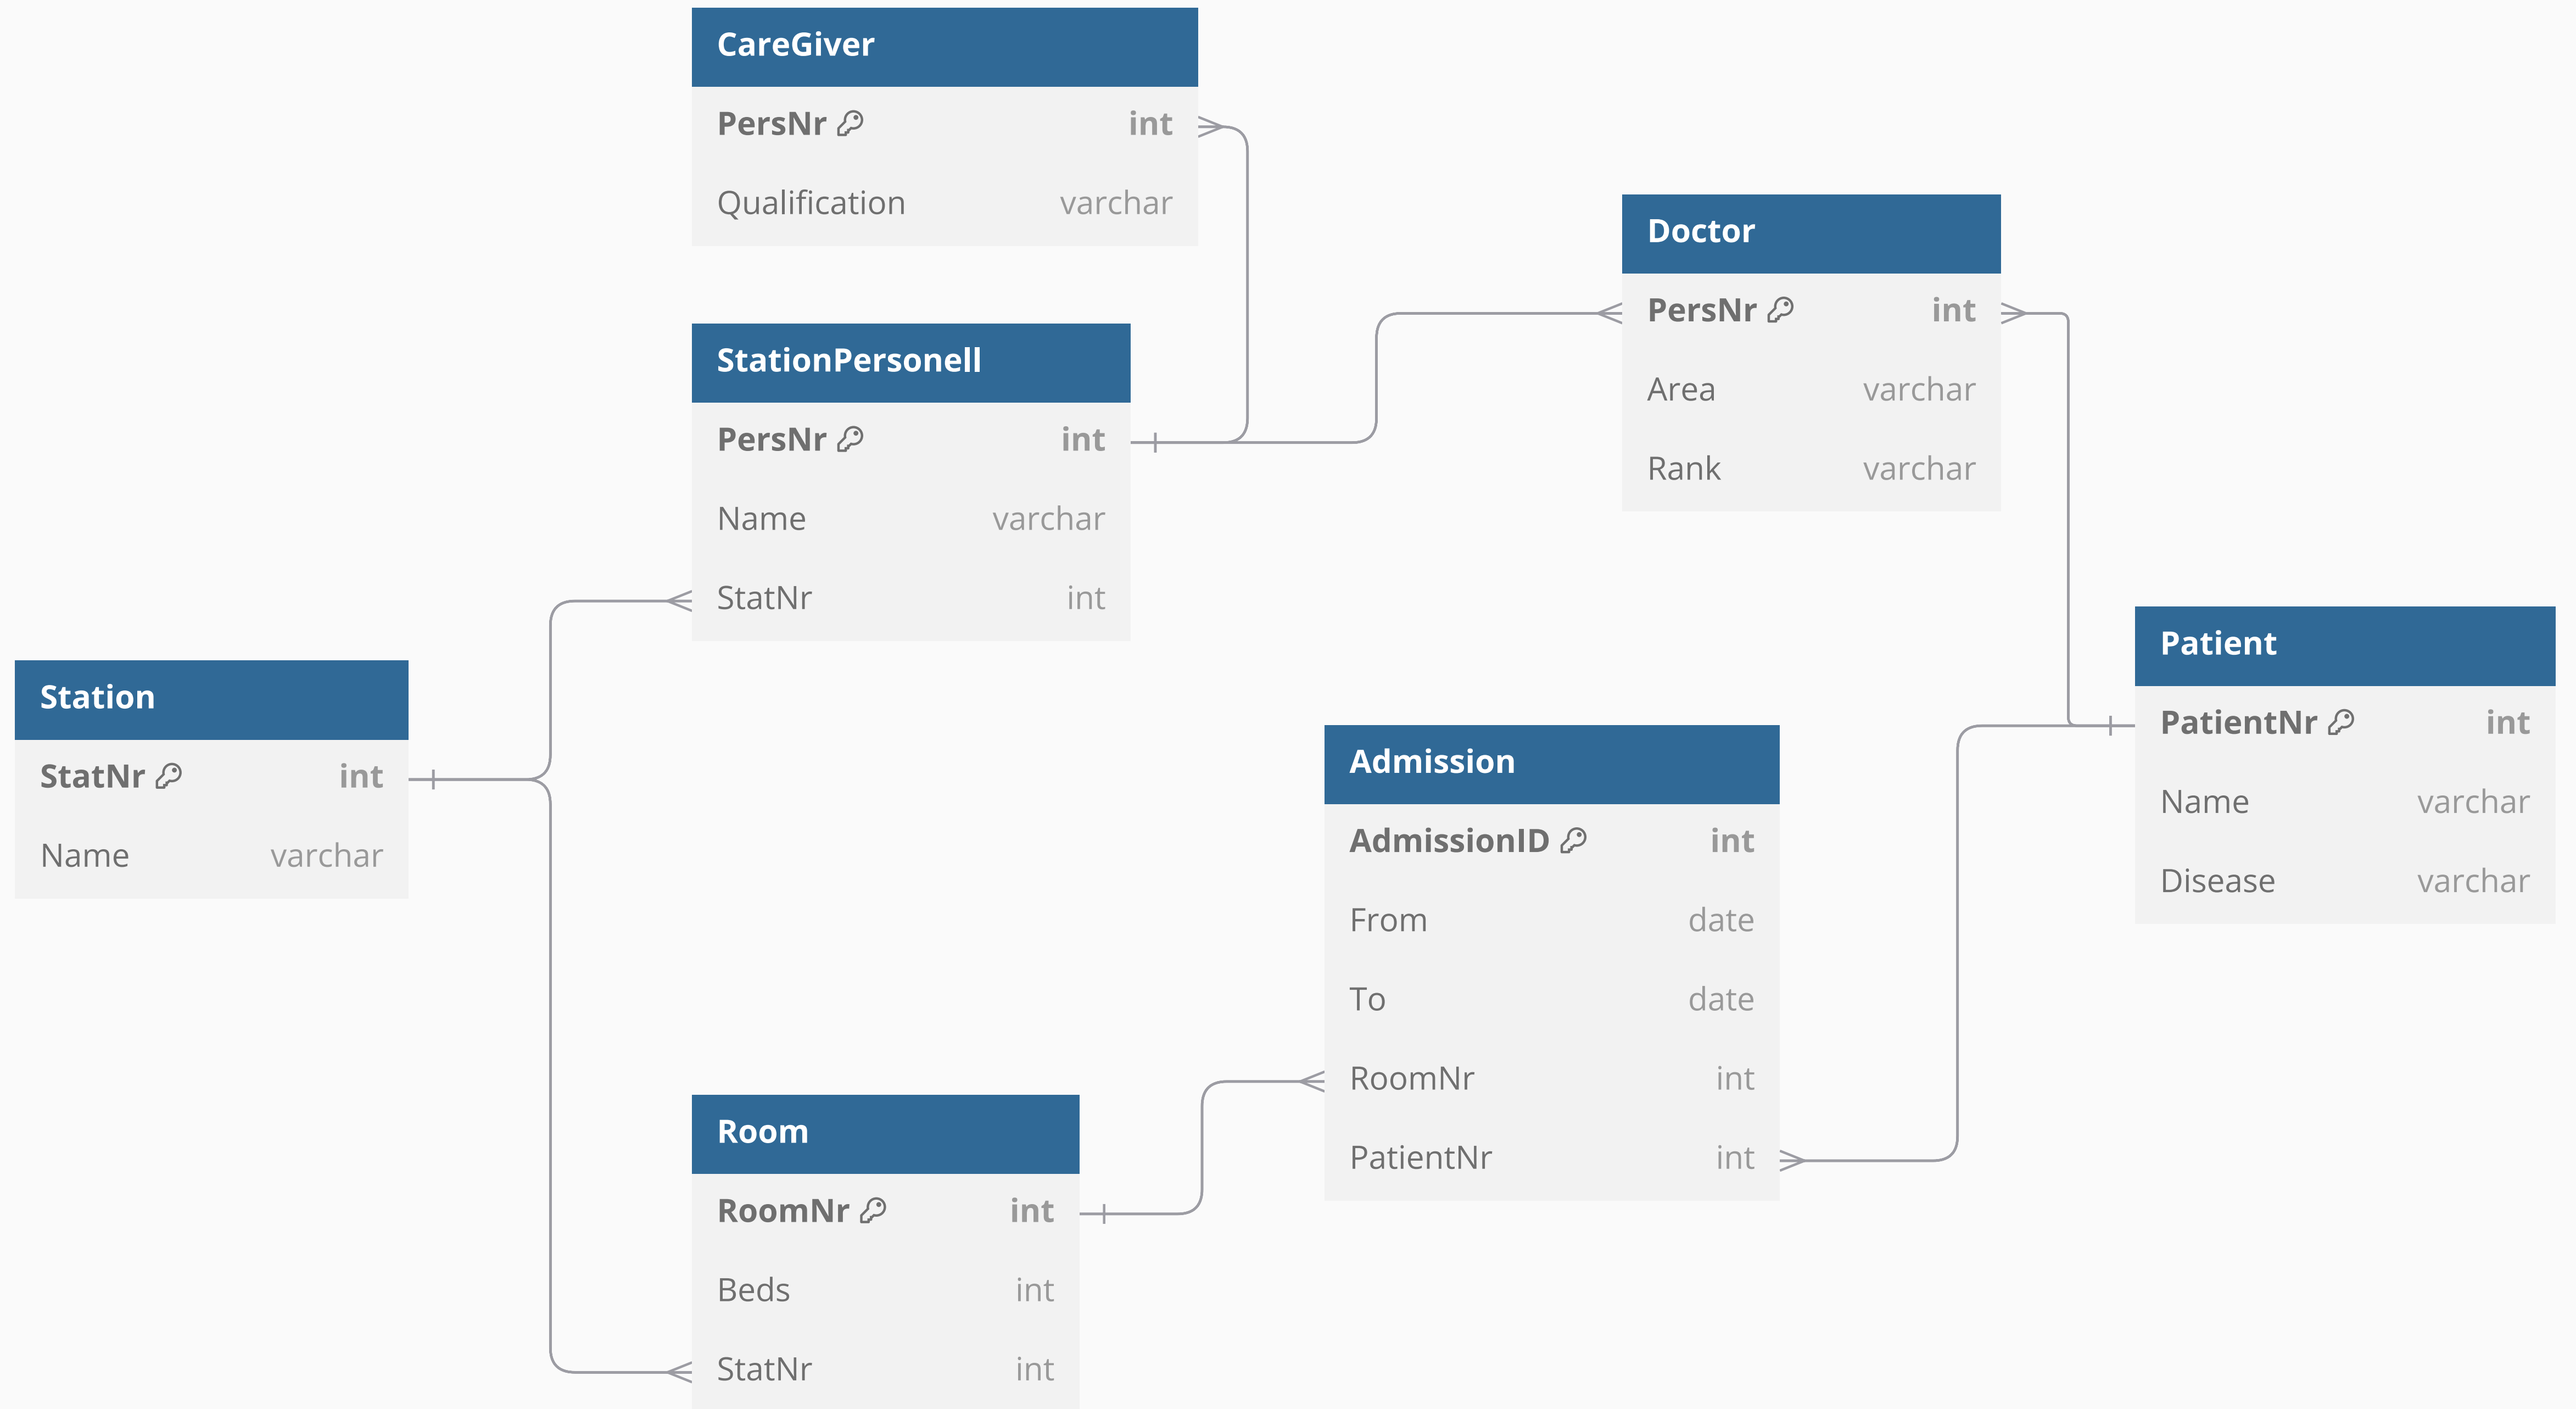 CareGiver
PersNr int
Qualification varchar
StationPersonell
PersNr int
Name varchar
StatNr int
Doctor
PersNr int
Area varchar
Rank varchar
Station
StatNr int
Name varchar
Patient
PatientNr int
Name varchar
Disease varchar
Admission
AdmissionID int
From date
To date
RoomNr int
PatientNr int
Room
RoomNr int
Beds int
StatNr int